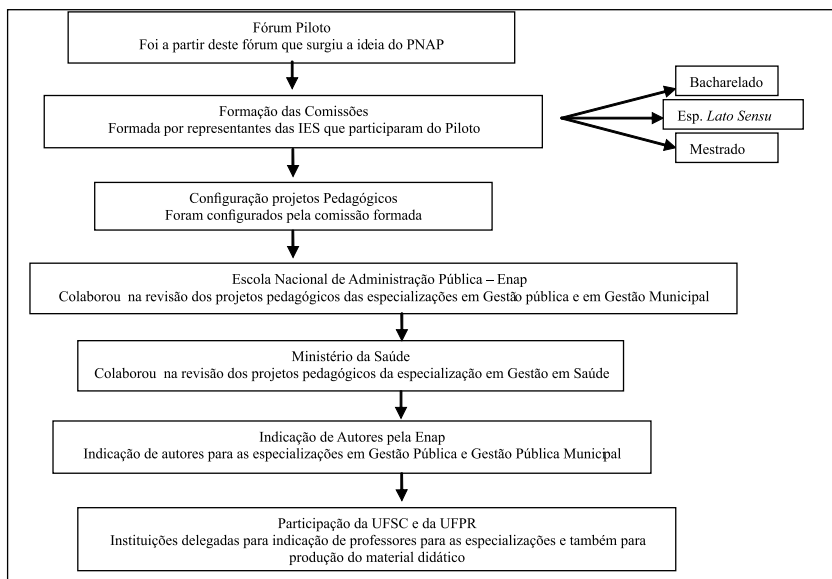 Fórum Piloto
Foi a partir deste fórum que surgiu a ideia do PNAP
Formação das Comissões
Formada por representantes das IES que participaram do Piloto
Bacharelado
Esp. Lato Sensu
Mestrado
Configuração projetos Pedagógicos
Foram configurados pela comissão formada
Escola Nacional de Administração Pública – Enap
Colaborou na revisão dos projetos pedagógicos das especializações em Gestão pública e em Gestão Municipal
Ministério da Saúde
Colaborou na revisão dos projetos pedagógicos da especialização em Gestão em Saúde
Indicação de Autores pela Enap
Indicação de autores para as especializações em Gestão Pública e Gestão Pública Municipal
Participação da UFSC e da UFPR
Instituições delegadas para indicação de professores para as especializações e também para
produção do material didático